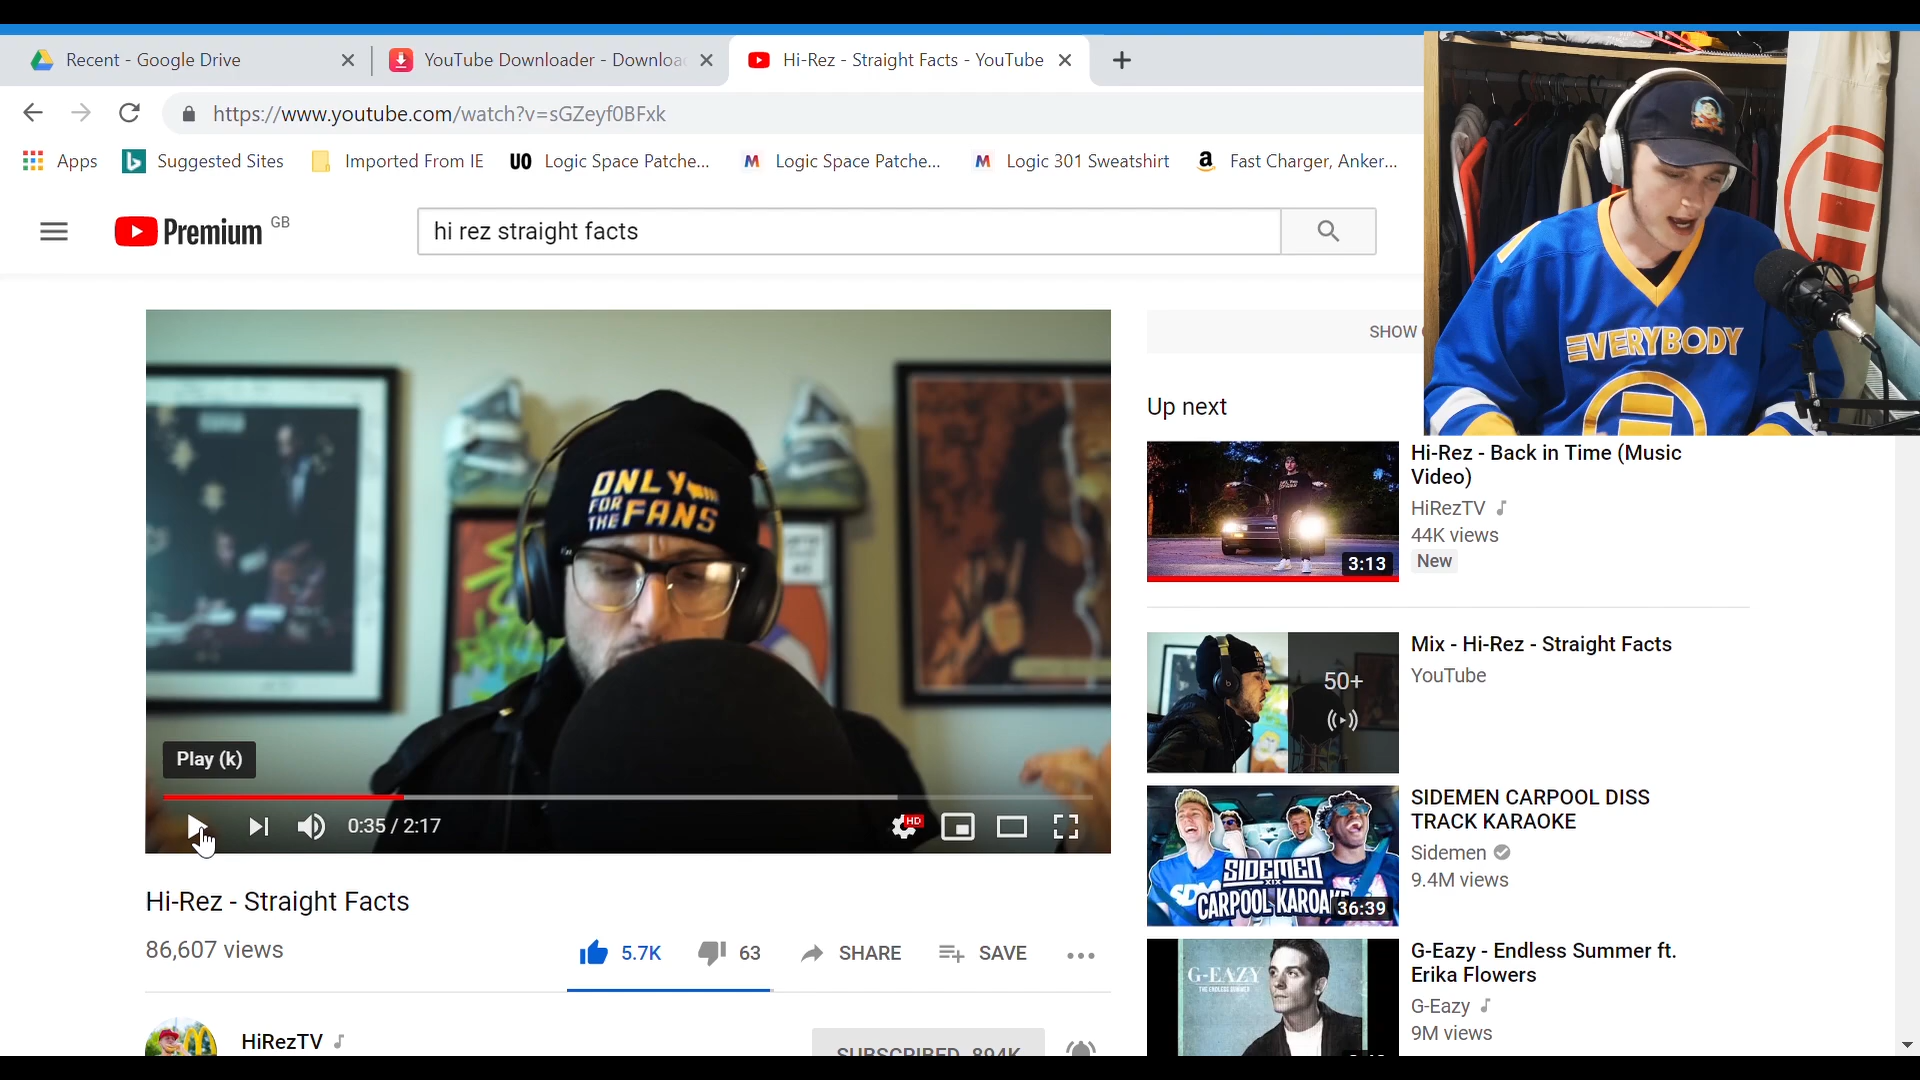 Recent - Google Drive
YouTube Downloader - Downloa
Hi-Rez - Straight Facts - YouTube
https://www.youtube.com/watch?v=sGZeyf0BFxk
Apps
Suggested Sites
Imported From IE
UO Logic Space Patche...
M Logic Space Patche...
M Logic 301 Sweatshirt
a Fast Charger, Anker...
Premium GB
hi rez straight facts
EVERYBODY
SHOW
Up next
ONLY
FOR THE FANS
Play (k)
0:35 / 2:17
HD
Hi-Rez - Straight Facts
86,607 views
5.7K
63
SHARE
SAVE
HiRezTV
SUBSCRIBED 894K
3:13
Hi-Rez - Back in Time (Music
Video)
HiRezTV
44K views
New
50+
Mix - Hi-Rez - Straight Facts
YouTube
SIDEMEN
CARPOOL KARAOKE
36:39
SIDEMEN CARPOOL DISS
TRACK KARAOKE
Sidemen
9.4M views
G-EAZY
THE ENDLESS SUMMER
G-Eazy - Endless Summer ft.
Erika Flowers
G-Eazy
9M views